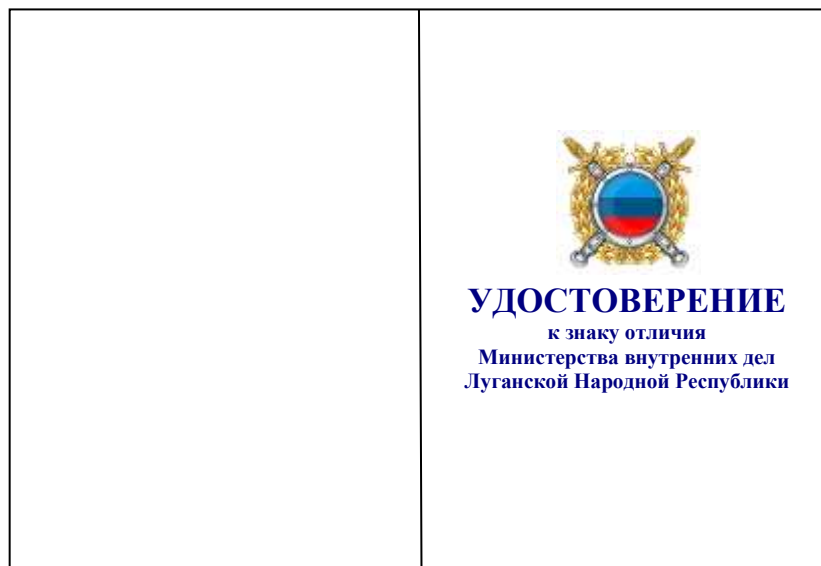 УДОСТОВЕРЕНИЕ
к знаку отличия
Министерства внутренних дел
Луганской Народной Республики